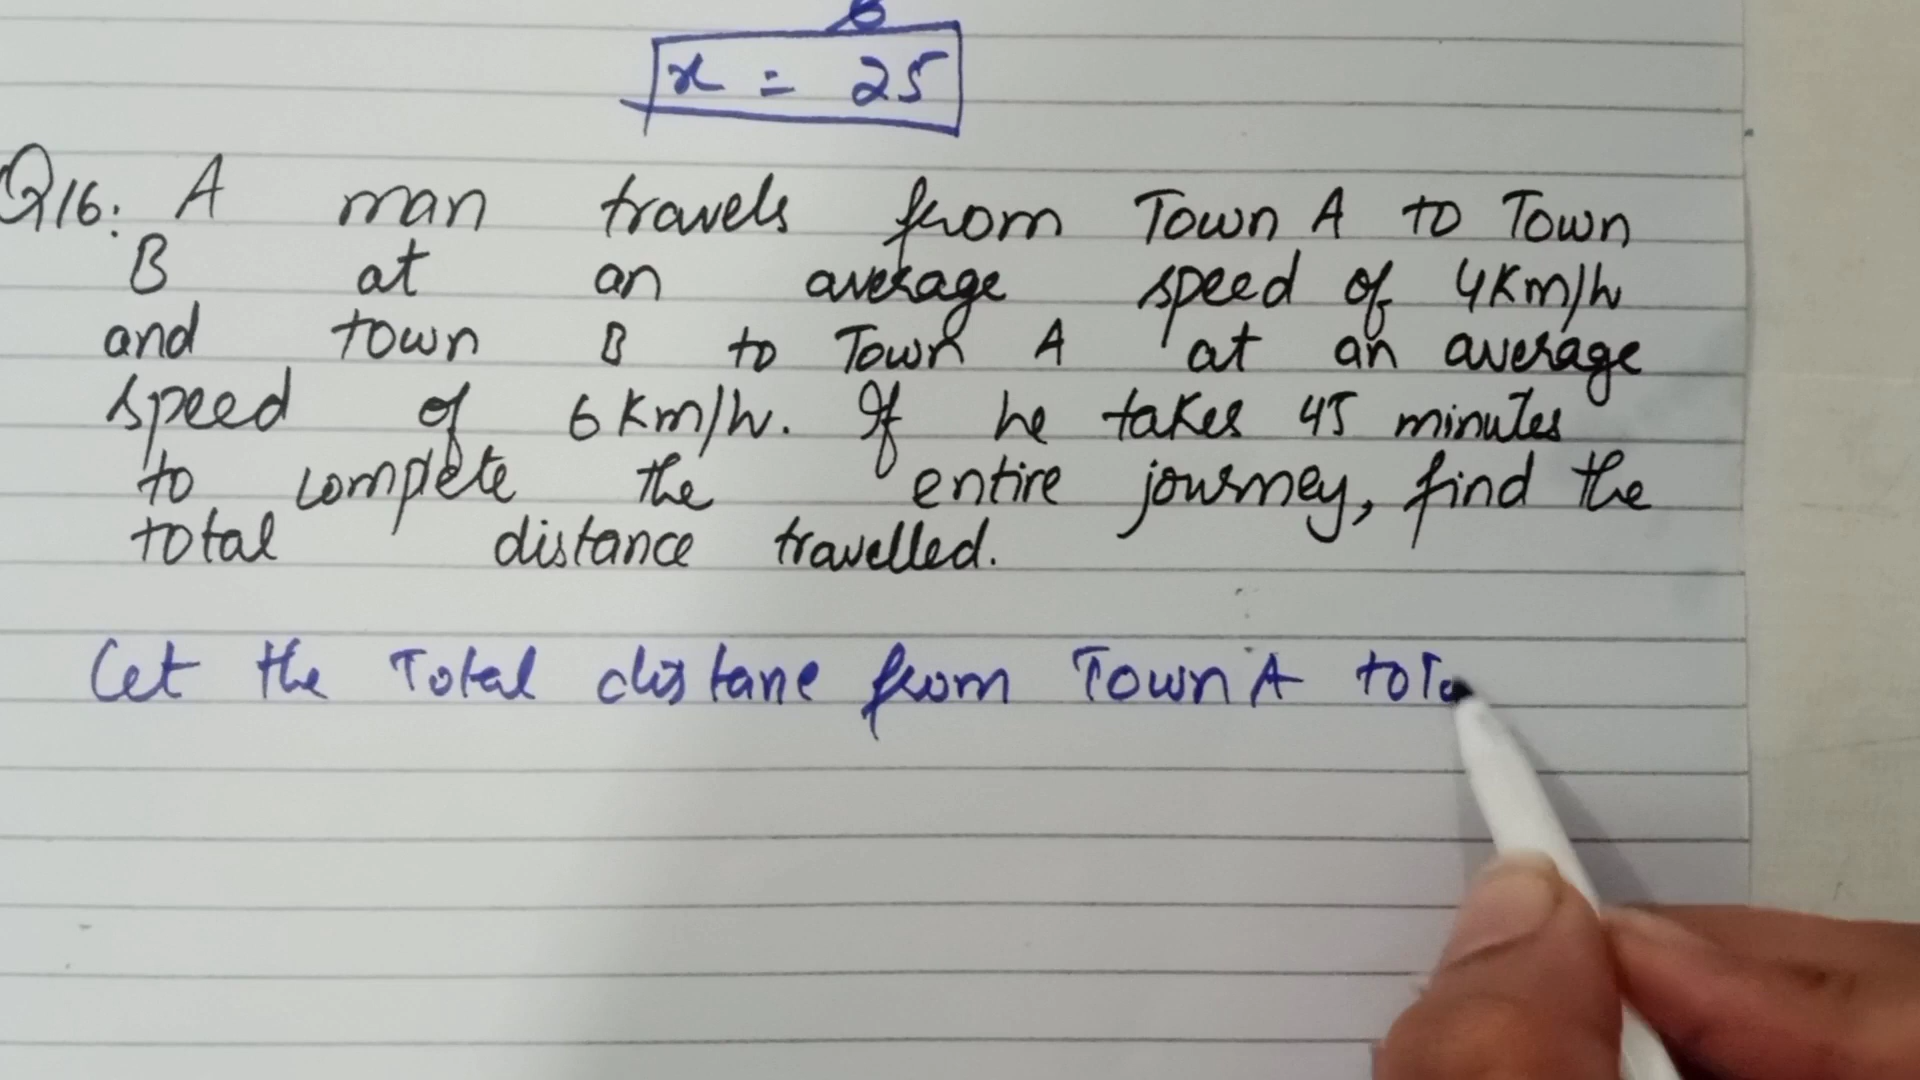 x = 25
Q16. A man travels from Town A to Town
B at an average speed of 4Km/h
and town B to Town A at an average
speed of 6Km/h. If he takes 45 minutes
to complete the entire journey, find the
total distance travelled.
Let the Total distane from Town A to To